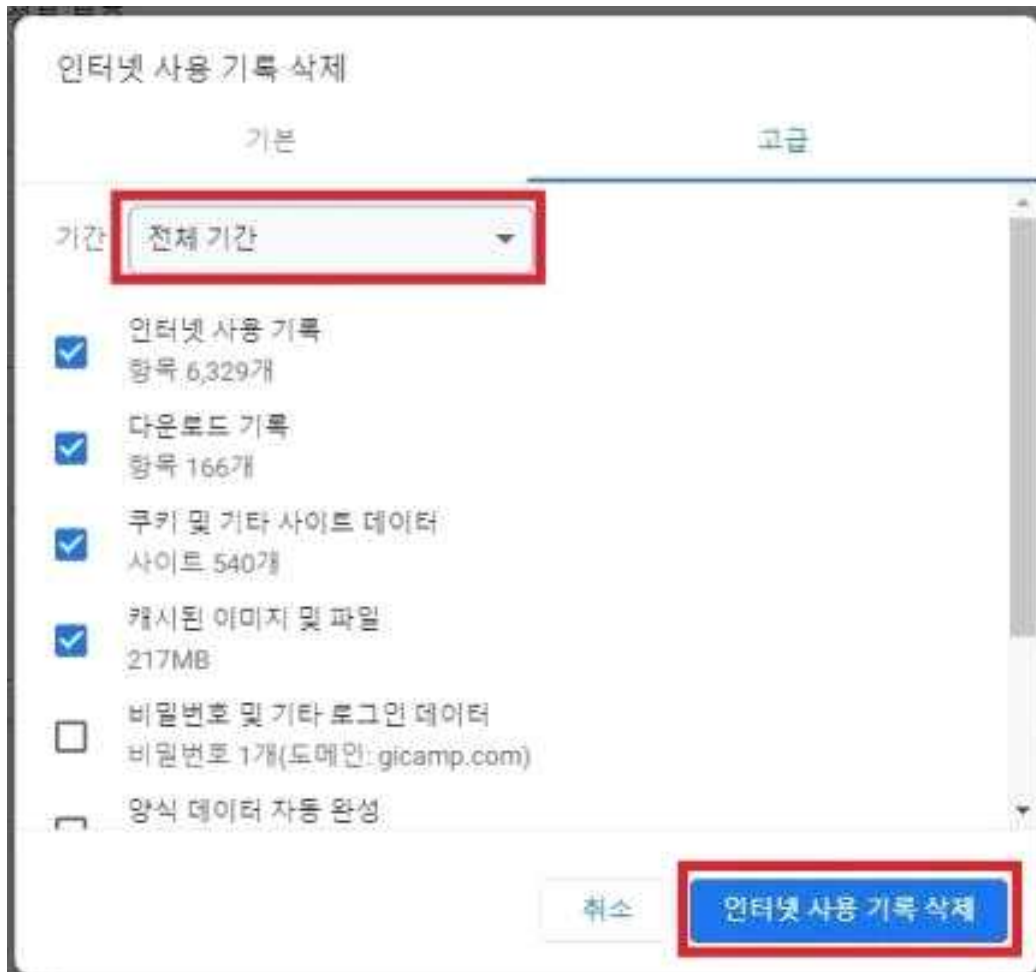 인터넷 사용 기록 삭제
기본
고급
기간
전체 기간
인터넷 사용 기록
항목 6,329개
다운로드 기록
항목 166개
쿠키 및 기타 사이트 데이터
사이트 540개
캐시된 이미지 및 파일
217MB
비밀번호 및 기타 로그인 데이터
비밀번호 1개(도메인: gicamp.com)
양식 데이터 자동 완성
취소
인터넷 사용 기록 삭제